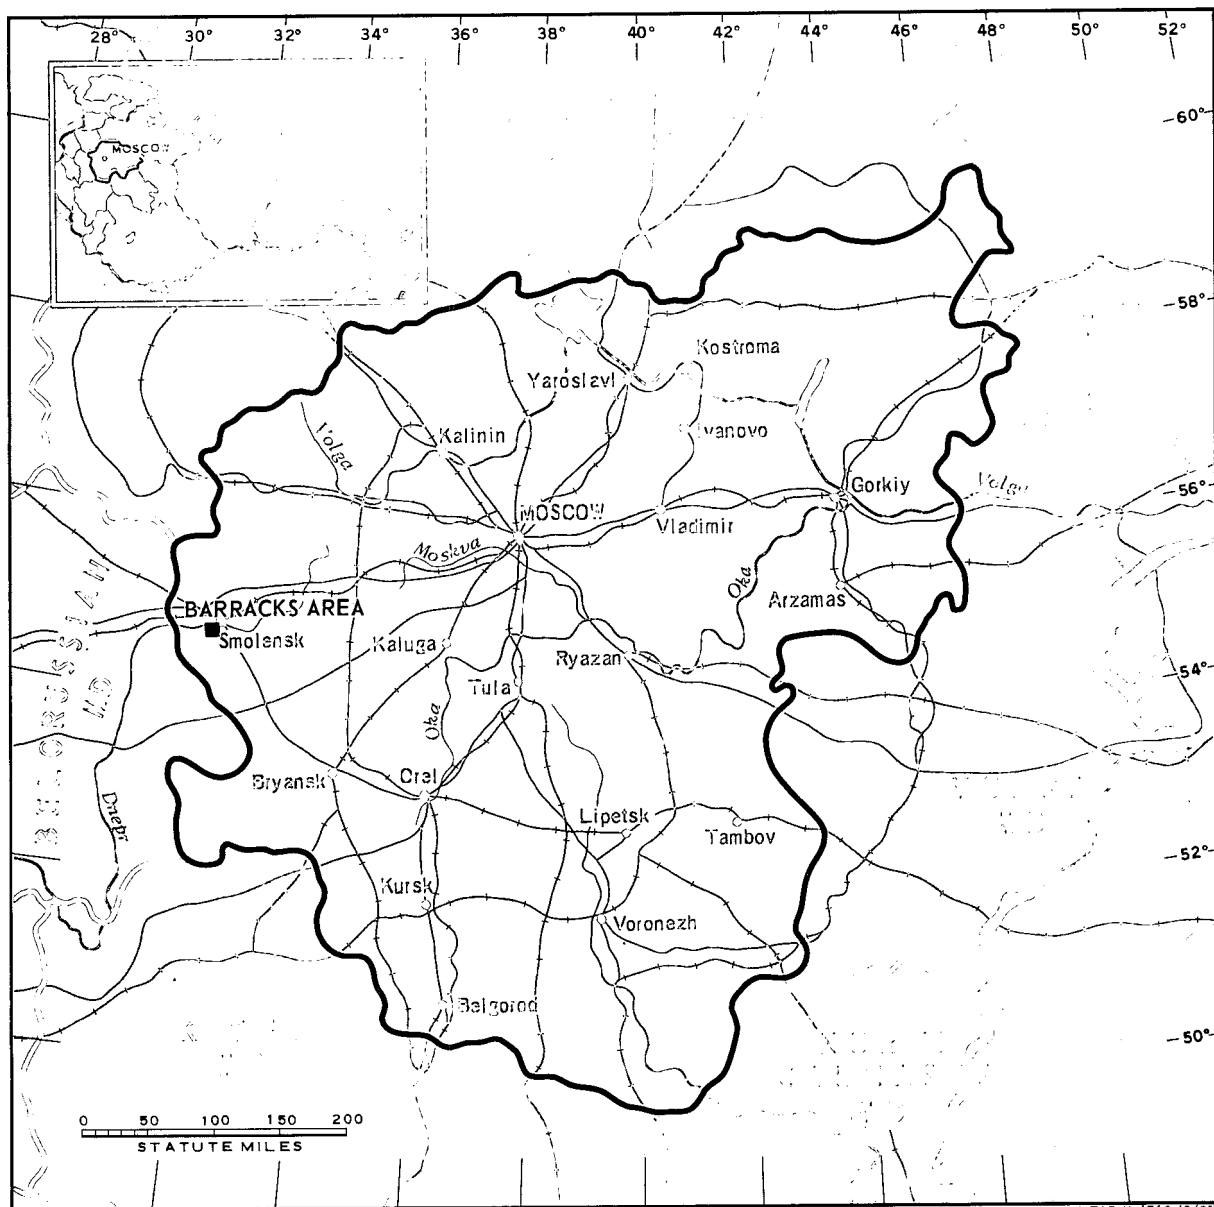 28° 30° 32° 34° 36° 38° 40° 42° 44° 46° 48° 50° 52°
60°
MOSCOW
58°
Kostroma
Yaroslavl
Ivanovo
Kalinin
Volga
Gorkiy
Volga
56°
MOSCOW
Vladimir
Moskva
Oka
Arzamas
BARRACKS AREA
Smolensk
Kaluga
Ryazan
54°
BELORUSSIAN
MD
Tula
Oka
Bryansk
Orel
Dnepr
Lipetsk
Tambov
52°
Kursk
Voronezh
Belgorod
50°
0 50 100 150 200
STATUTE MILES